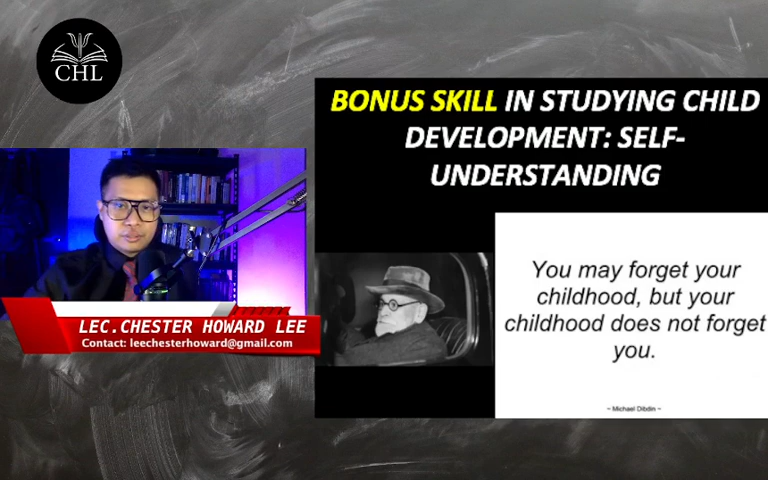 CHL
BONUS SKILL IN STUDYING CHILD
DEVELOPMENT: SELF-
UNDERSTANDING
LEC.CHESTER HOWARD LEE
Contact: leechesterhoward@gmail.com
You may forget your
childhood, but your
childhood does not forget
you.
~ Michael Dibdin ~